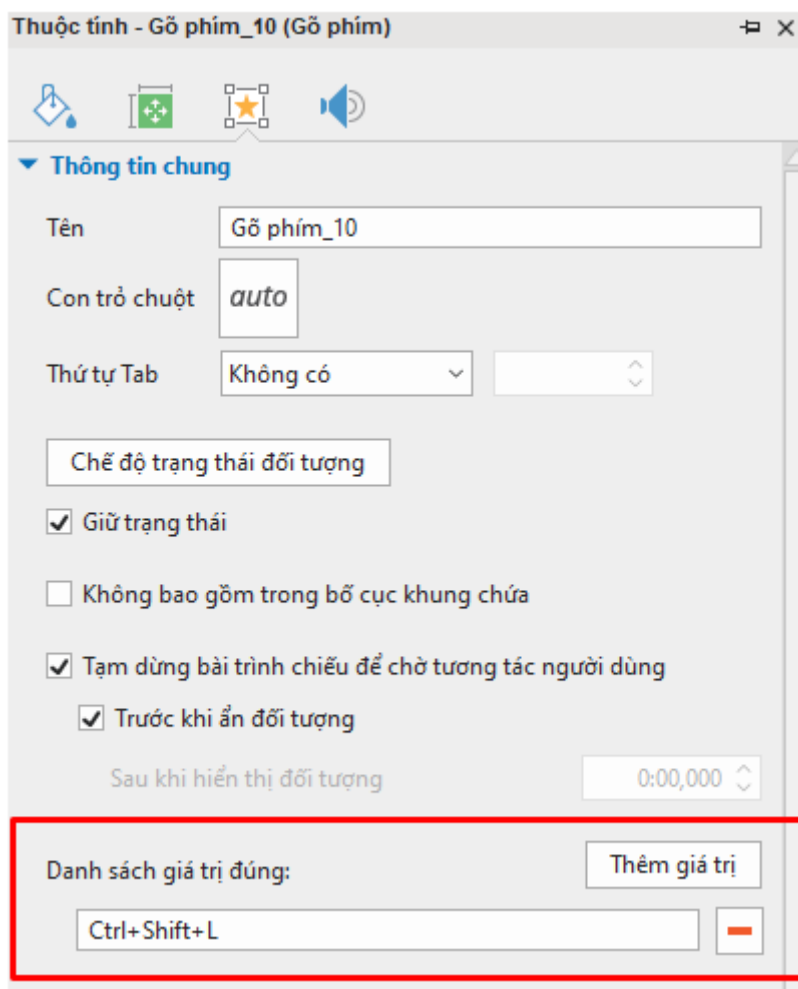 Thuộc tính - Gõ phím_10 (Gõ phím)
Thông tin chung
Tên Gõ phím_10
Con trỏ chuột auto
Thứ tự Tab Không có
Chế độ trạng thái đối tượng
Giữ trạng thái
Không bao gồm trong bố cục khung chứa
Tạm dừng bài trình chiếu để chờ tương tác người dùng
Trước khi ẩn đối tượng
Sau khi hiển thị đối tượng 0:00,000
Danh sách giá trị đúng: Thêm giá trị
Ctrl+Shift+L